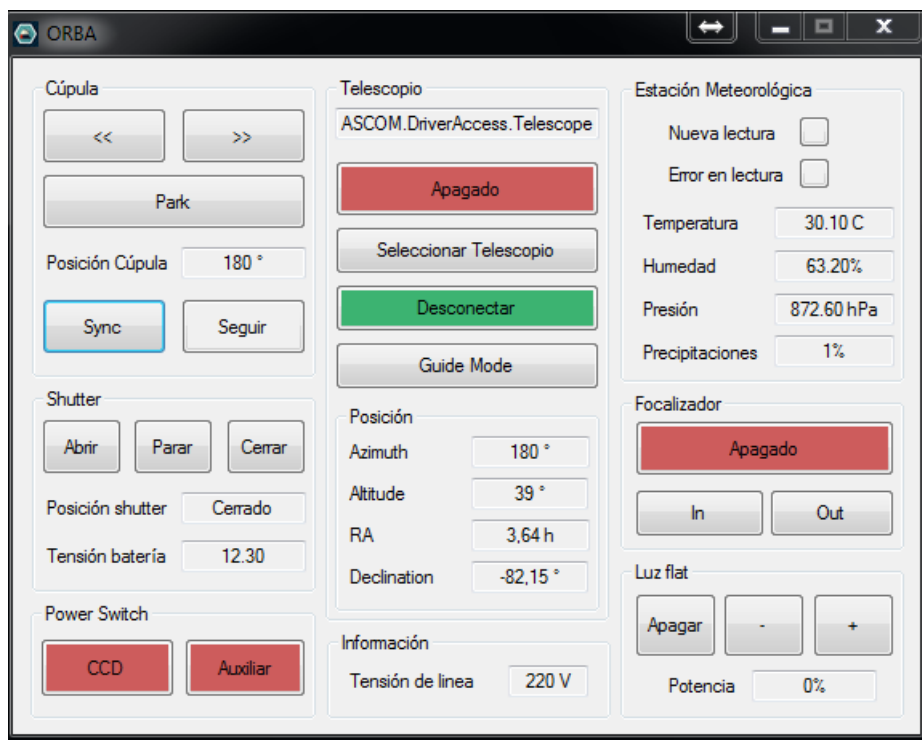 ORBA
Cúpula
<< >>
Park
Posición Cúpula 180 °
Sync Seguir
Shutter
Abrir Parar Cerrar
Posición shutter Cerrado
Tensión batería 12.30
Power Switch
CCD Auxiliar
Telescopio
ASCOM.DriverAccess.Telescope
Apagado
Seleccionar Telescopio
Desconectar
Guide Mode
Posición
Azimuth 180 °
Altitude 39 °
RA 3,64 h
Declination -82,15 °
Información
Tensión de linea 220 V
Estación Meteorológica
Nueva lectura
Error en lectura
Temperatura 30.10 C
Humedad 63.20%
Presión 872.60 hPa
Precipitaciones 1%
Focalizador
Apagado
In Out
Luz flat
Apagar - +
Potencia 0%